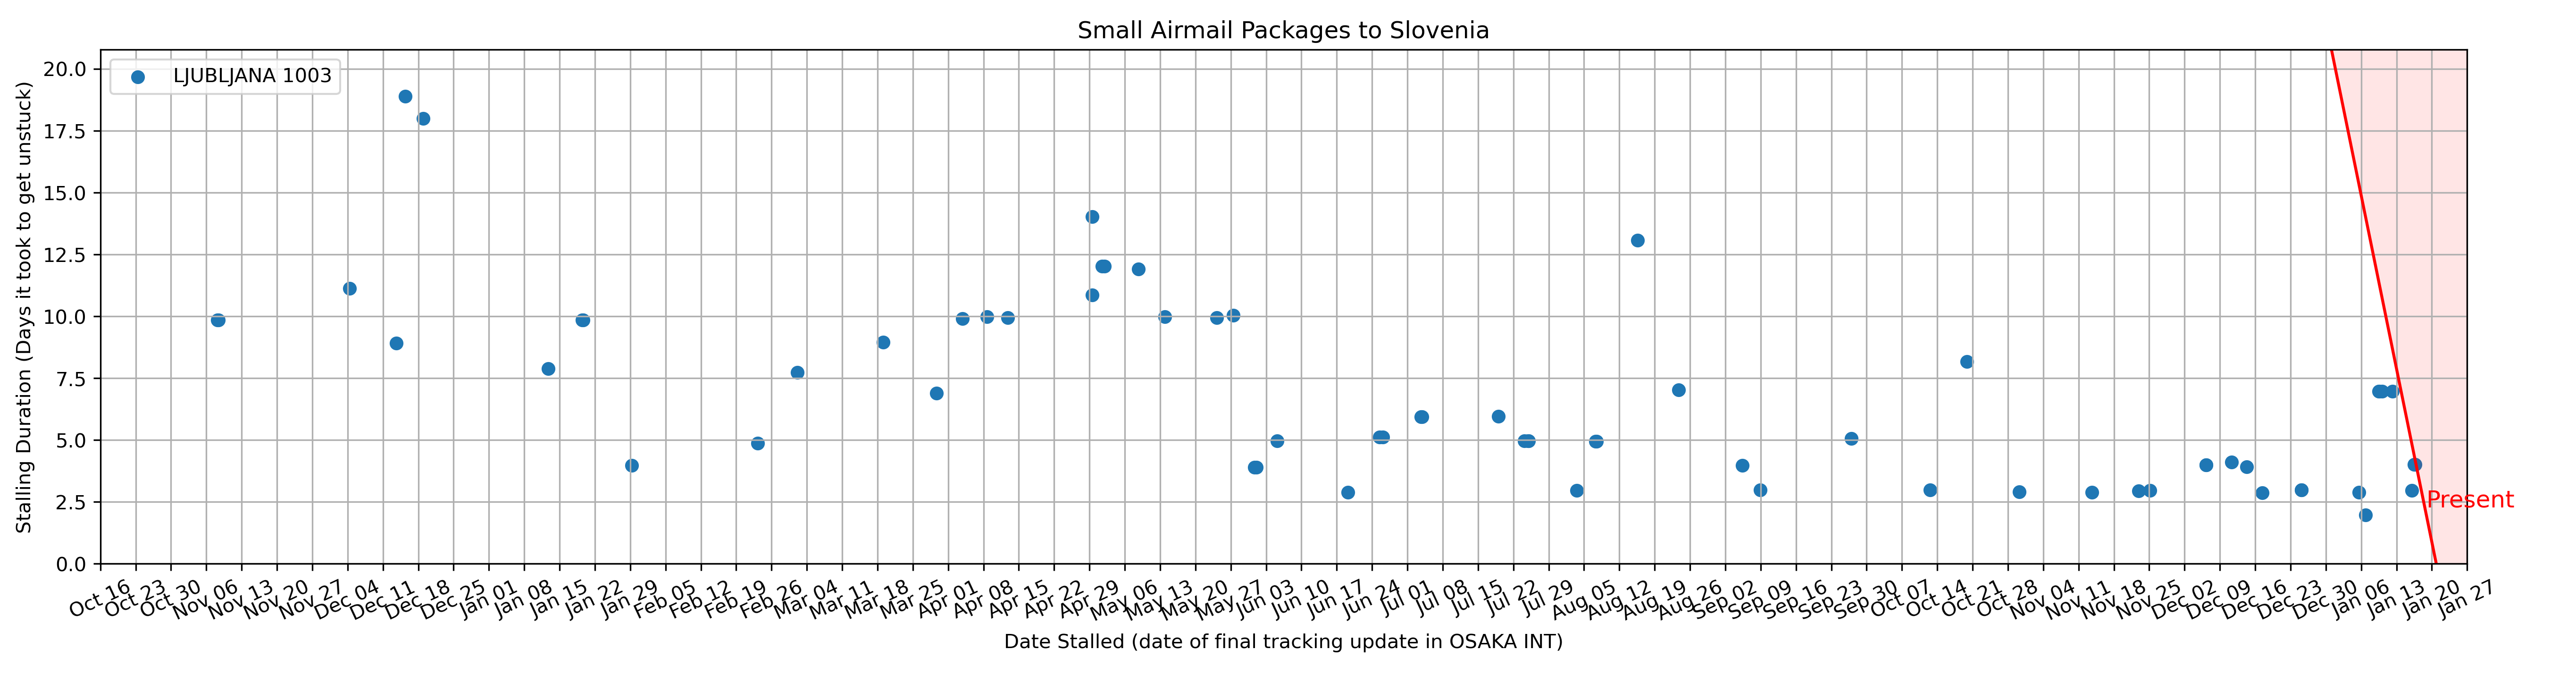 Small Airmail Packages to Slovenia
LJUBLJANA 1003
Stalling Duration (Days it took to get unstuck)
20.0
17.5
15.0
12.5
10.0
7.5
5.0
2.5
0.0
Present
Oct 16 Oct 23 Oct 30 Nov 06 Nov 13 Nov 20 Nov 27 Dec 04 Dec 11 Dec 18 Dec 25 Jan 01 Jan 08 Jan 15 Jan 22 Jan 29 Feb 05 Feb 12 Feb 19 Feb 26 Mar 04 Mar 11 Mar 18 Mar 25 Apr 01 Apr 08 Apr 15 Apr 22 Apr 29 May 06 May 13 May 20 May 27 Jun 03 Jun 10 Jun 17 Jun 24 Jul 01 Jul 08 Jul 15 Jul 22 Jul 29 Aug 05 Aug 12 Aug 19 Aug 26 Sep 02 Sep 09 Sep 16 Sep 23 Sep 30 Oct 07 Oct 14 Oct 21 Oct 28 Nov 04 Nov 11 Nov 18 Nov 25 Dec 02 Dec 09 Dec 16 Dec 23 Dec 30 Jan 06 Jan 13 Jan 20 Jan 27
Date Stalled (date of final tracking update in OSAKA INT)